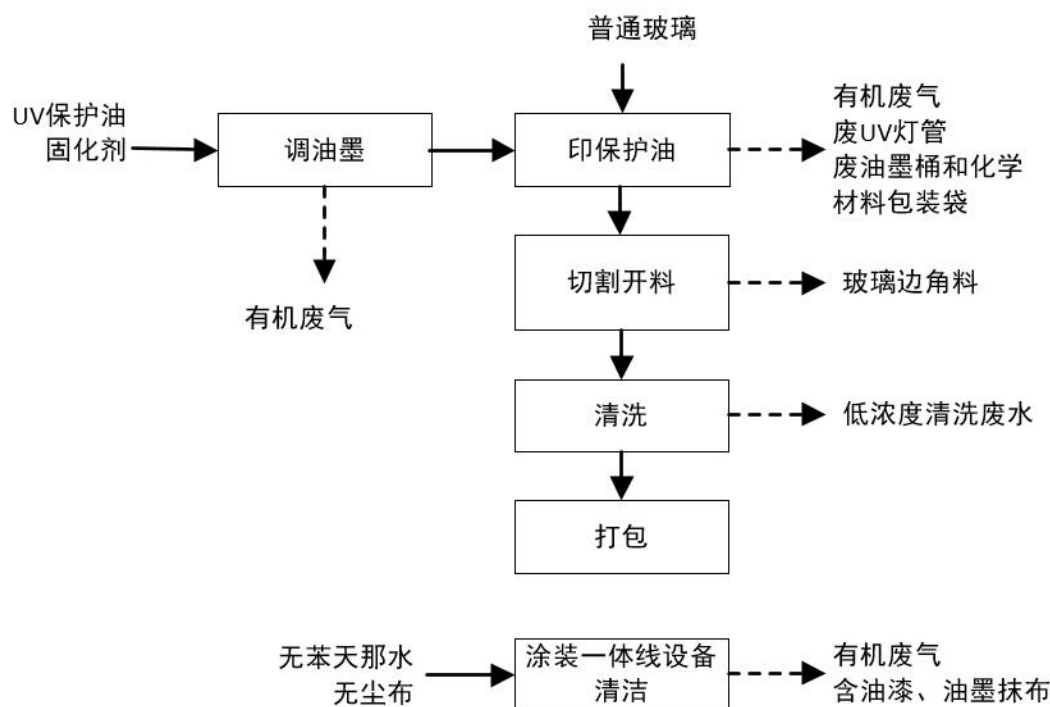 普通玻璃
UV保护油
固化剂
调油墨
印保护油
有机废气
废UV灯管
废油墨桶和化学
材料包装袋
有机废气
切割开料
玻璃边角料
清洗
低浓度清洗废水
打包
无苯天那水
无尘布
涂装一体线设备
清洁
有机废气
含油漆、油墨抹布